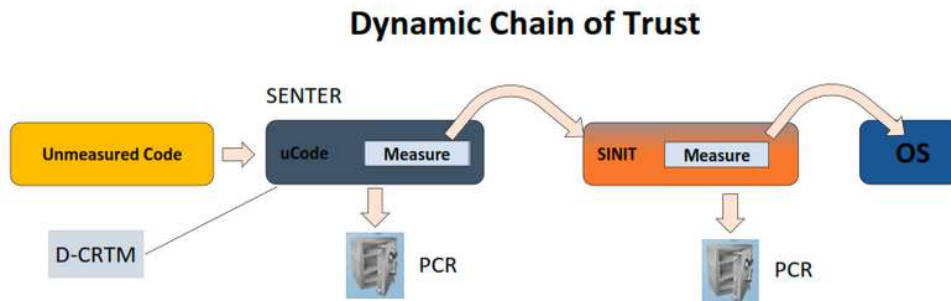 Dynamic Chain of Trust
SENTER
Unmeasured Code
uCode
Measure
SINIT
Measure
OS
D-CRTM
PCR
PCR